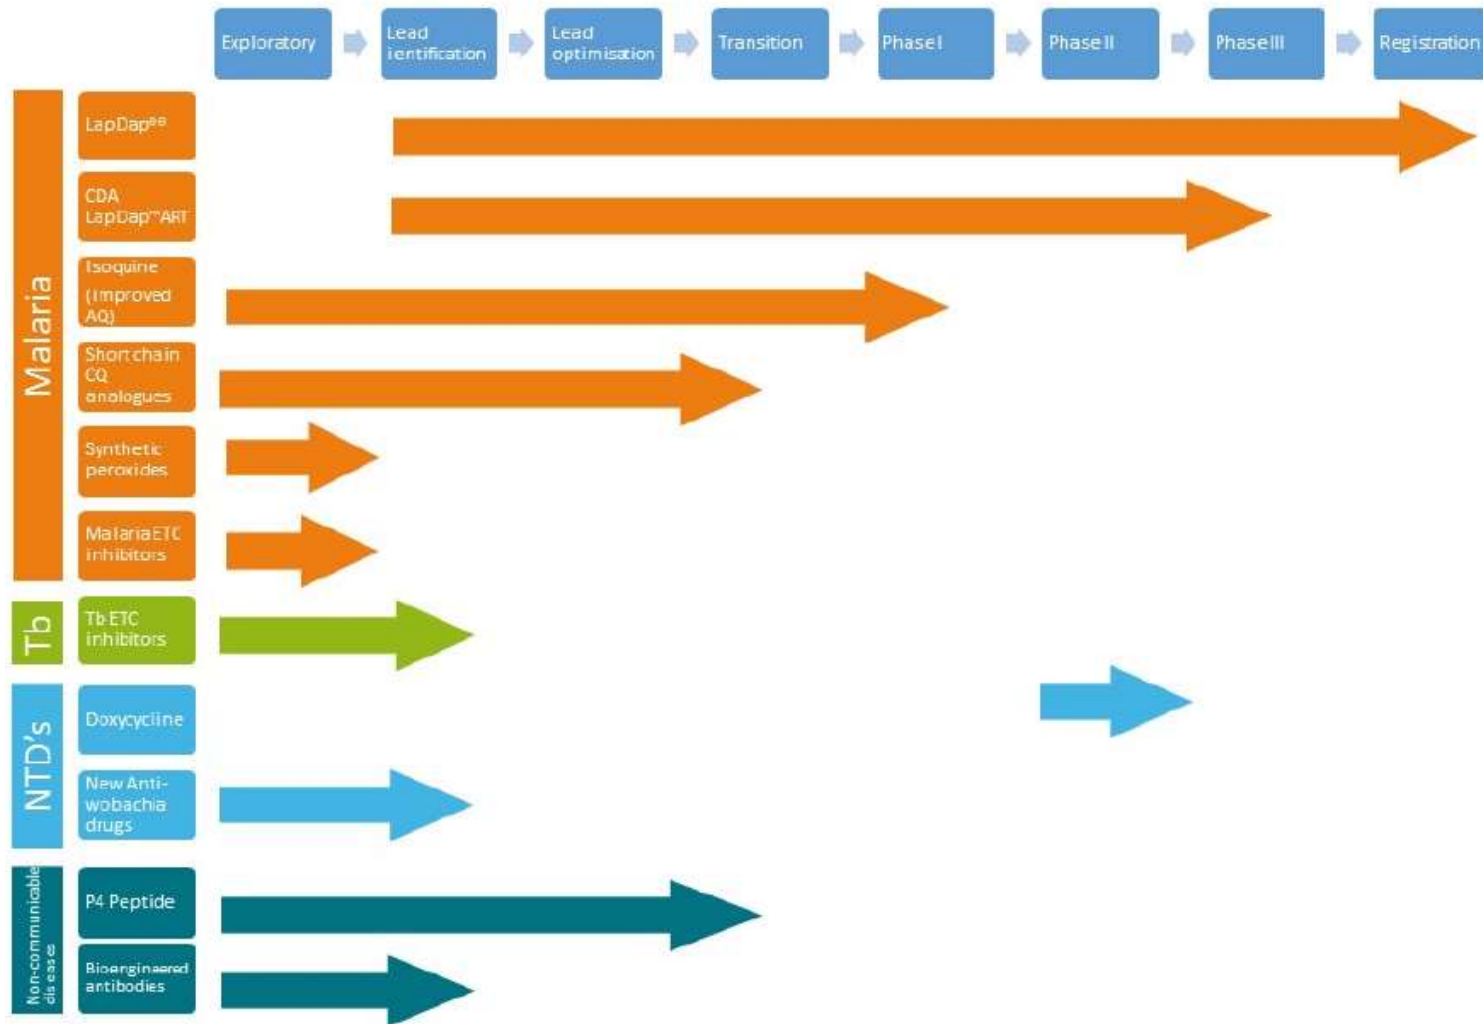 Exploratory
Lead
ientification
Lead
optimisation
Transition
Phase I
Phase II
Phase III
Registration
Malaria
LapDap
CDA
LapDap™ART
Isoquine
(Improved
AQ)
Short chain
CQ
analogues
Synthetic
peroxides
Malaria ETC
inhibitors
Tb
Tb ETC
inhibitors
NTD's
Doxycycline
New Anti-
wobachia
drugs
Non-communicable
diseases
P4 Peptide
Bioengineered
antibodies